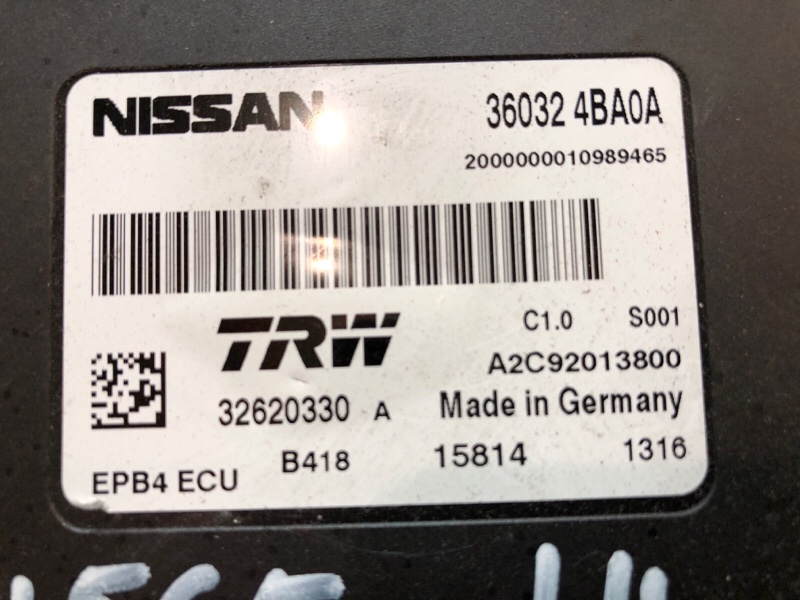 NISSAN 36032 4BA0A
2000000010989465
TRW C1.0 S001
A2C92013800
32620330 A Made in Germany
EPB4 ECU B418 15814 1316